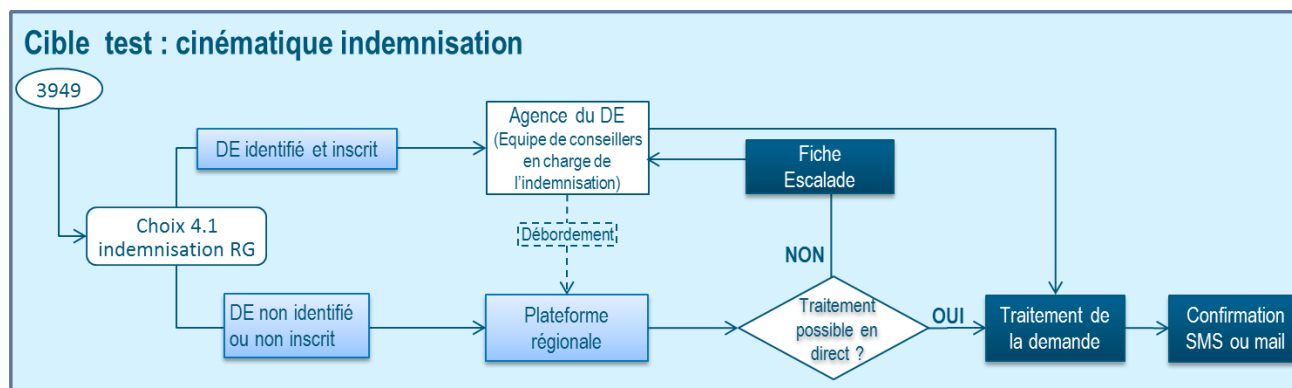 Cible test : cinématique indemnisation
3949
DE identifié et inscrit
Agence du DE
(Equipe de conseillers
en charge de
l'indemnisation)
Fiche
Escalade
Choix 4.1
indemnisation RG
Débordement
NON
DE non identifié
ou non inscrit
Plateforme
régionale
Traitement
possible en
direct ?
OUI
Traitement de
la demande
Confirmation
SMS ou mail